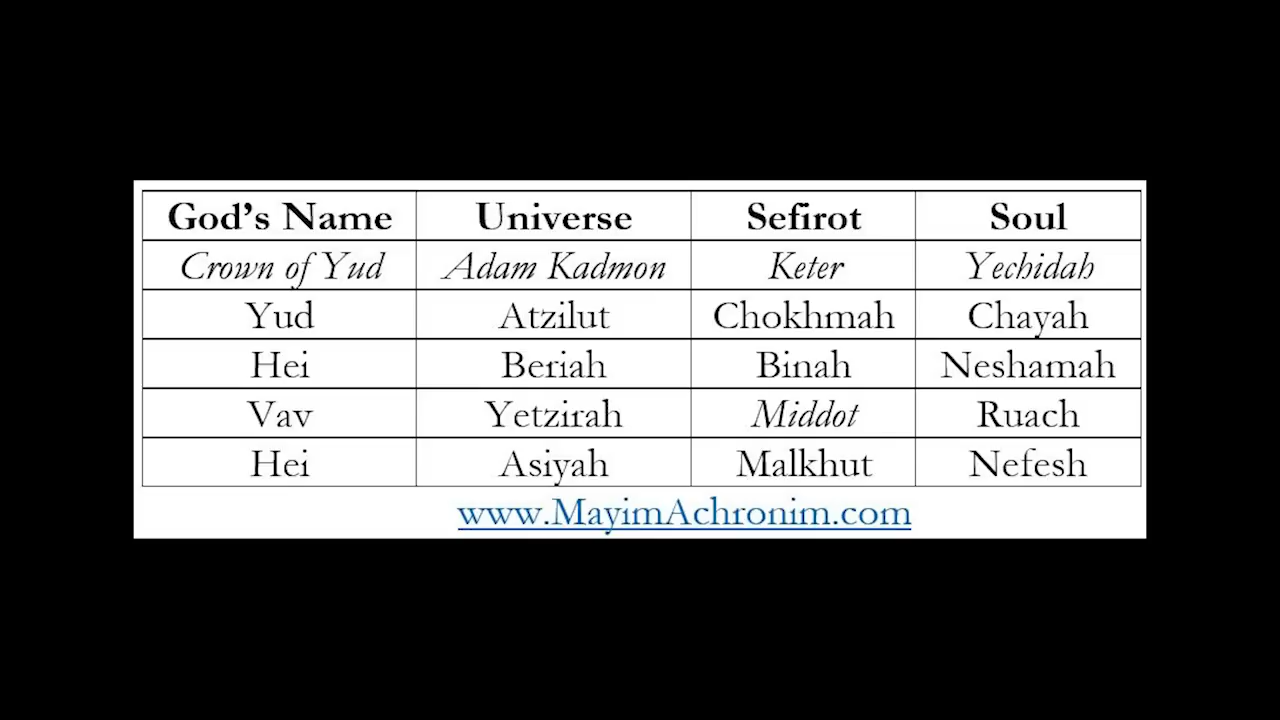 God's Name Universe Sefirot Soul
Crown of Yud Adam Kadmon Keter Yechidah
Yud Atzilut Chokhmah Chayah
Hei Beriah Binah Neshamah
Vav Yetzirah Middot Ruach
Hei Asiyah Malkhut Nefesh
www.MayimAchronim.com